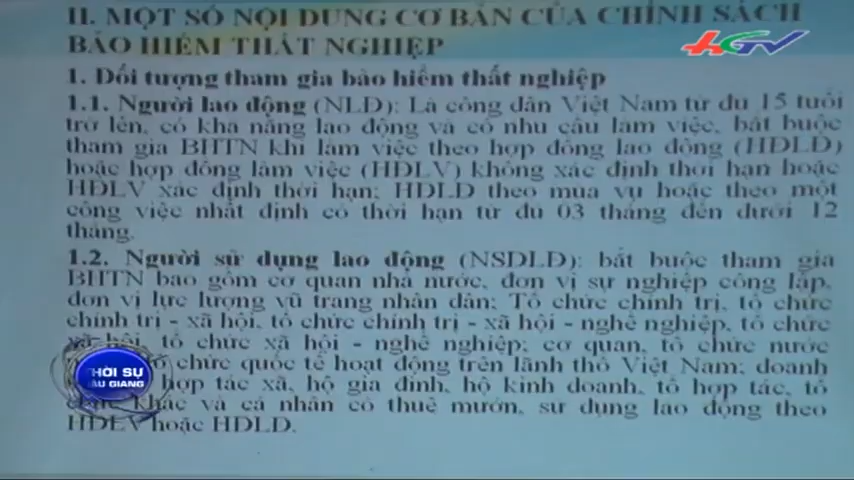 II. MỘT SỐ NỘI DUNG CƠ BẢN CỦA CHÍNH SÁCH
BẢO HIỂM THẤT NGHIỆP
HGTV
1. Đối tượng tham gia bảo hiểm thất nghiệp
1.1. Người lao động (NLĐ): Là công dân Việt Nam từ đủ 15 tuổi
trở lên, có khả năng lao động và có nhu cầu làm việc, bắt buộc
tham gia BHTN khi làm việc theo hợp đồng lao động (HĐLĐ)
hoặc hợp đồng làm việc (HĐLV) không xác định thời hạn hoặc
HĐLV xác định thời hạn; HĐLĐ theo mùa vụ hoặc theo một
công việc nhất định có thời hạn từ đủ 03 tháng đến dưới 12
tháng.
1.2. Người sử dụng lao động (NSDLĐ): bắt buộc tham gia
BHTN bao gồm cơ quan nhà nước, đơn vị sự nghiệp công lập,
đơn vị lực lượng vũ trang nhân dân; Tổ chức chính trị, tổ chức
chính trị - xã hội, tổ chức chính trị - xã hội - nghề nghiệp, tổ chức
xã hội, tổ chức xã hội - nghề nghiệp; cơ quan, tổ chức nước
chức quốc tế hoạt động trên lãnh thổ Việt Nam; doanh
hợp tác xã, hộ gia đình, hộ kinh doanh, tổ hợp tác, tổ
chức khác và cá nhân có thuê mướn, sử dụng lao động theo
HĐLV hoặc HĐLĐ.
THỜI SỰ
HẬU GIANG